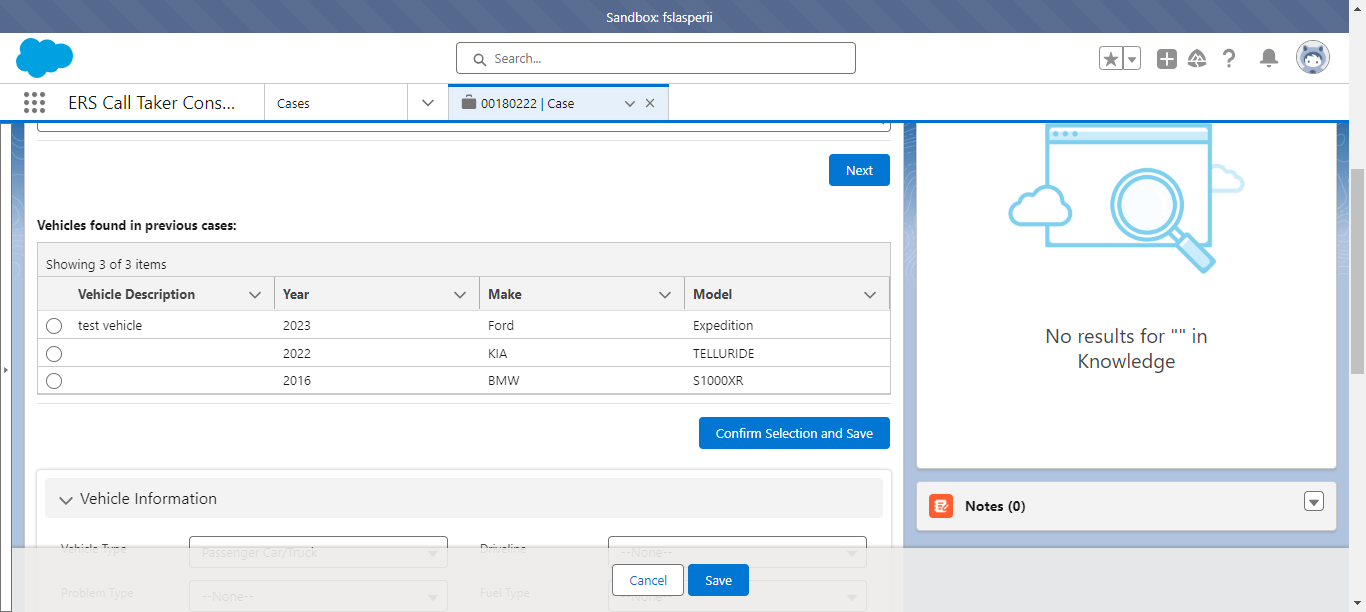 Sandbox: fslasperii
Search...
ERS Call Taker Cons...
Cases
00180222 | Case
Next
Vehicles found in previous cases:
Showing 3 of 3 items
Vehicle Description Year Make Model
test vehicle 2023 Ford Expedition
2022 KIA TELLURIDE
2016 BMW S1000XR
Confirm Selection and Save
Vehicle Information
Vehicle Type Passenger Car/Truck Driveline --None--
Problem Type --None-- Fuel Type --None--
Cancel Save
No results for "" in
Knowledge
Notes (0)